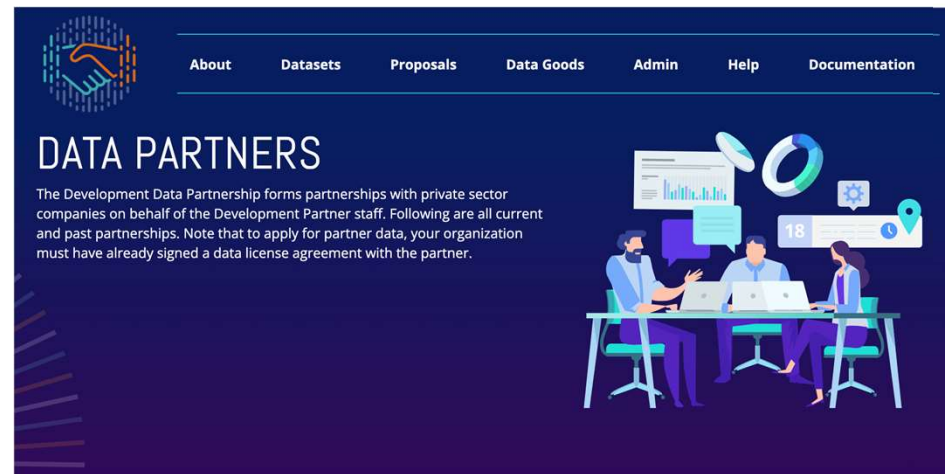 About Datasets Proposals Data Goods Admin Help Documentation
DATA PARTNERS
The Development Data Partnership forms partnerships with private sector
companies on behalf of the Development Partner staff. Following are all current
and past partnerships. Note that to apply for partner data, your organization
must have already signed a data license agreement with the partner.
18